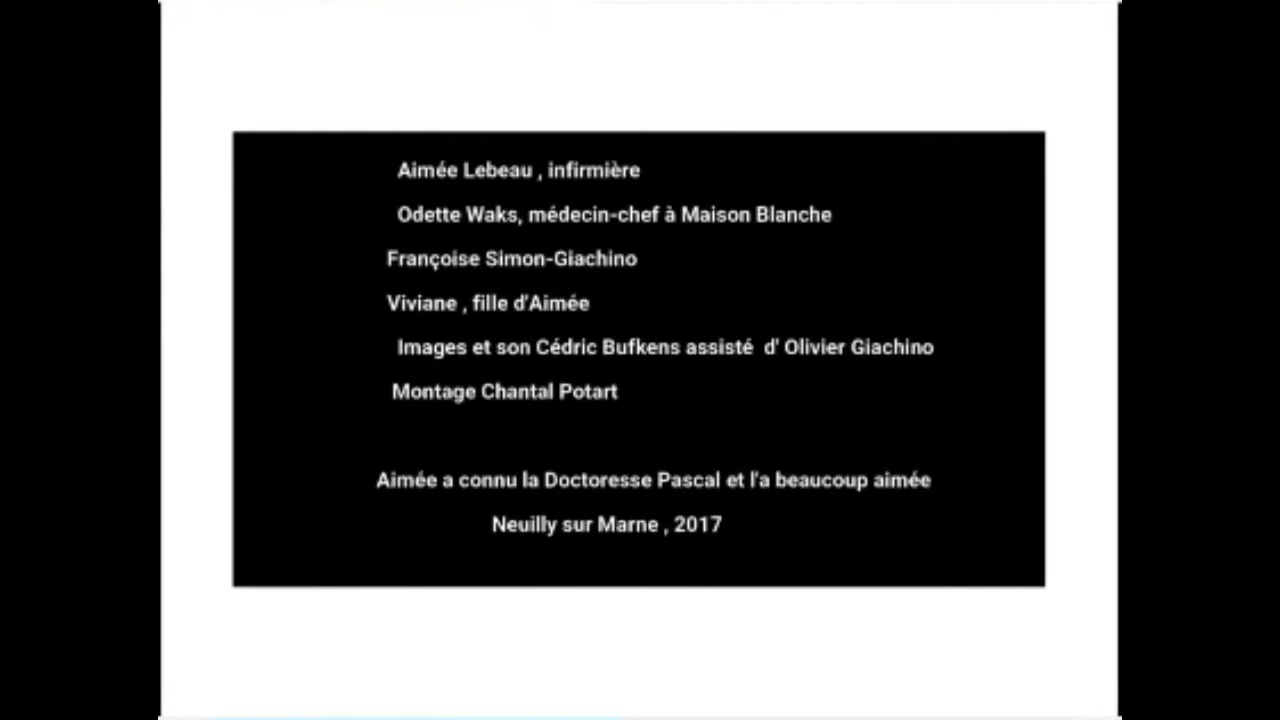 Aimée Lebeau , infirmière
Odette Waks, médecin-chef à Maison Blanche
Françoise Simon-Giachino
Viviane , fille d'Aimée
Images et son Cédric Bufkens assisté  d' Olivier Giachino
Montage Chantal Potart
Aimée a connu la Doctoresse Pascal et l'a beaucoup aimée
Neuilly sur Marne , 2017